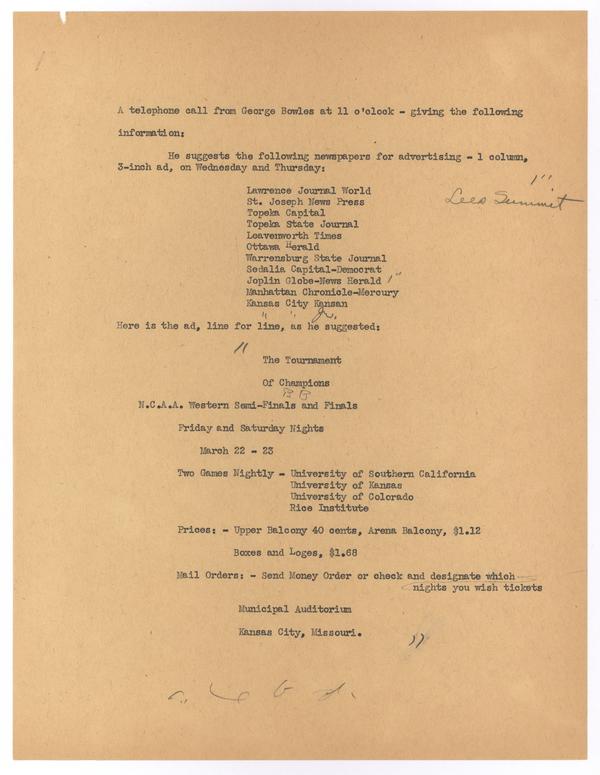 A telephone call from George Bowles at 11 o'clock - giving the following
information:
He suggests the following newspapers for advertising - 1 column,
3-inch ad, on Wednesday and Thursday:
1"
Lees Summit
Lawrence Journal World
St. Joseph News Press
Topeka Capital
Topeka State Journal
Leavenworth Times
Ottawa Herald
Warrensburg State Journal
Sedalia Capital-Democrat
Joplin Globe-News Herald 1"
Manhattan Chronicle-Mercury
Kansas City Kansan
" "
Here is the ad, line for line, as he suggested:
"
The Tournament
Of Champions
BB
N.C.A.A. Western Semi-Finals and Finals
Friday and Saturday Nights
March 22 - 23
Two Games Nightly - University of Southern California
University of Kansas
University of Colorado
Rice Institute
Prices: - Upper Balcony 40 cents, Arena Balcony, $1.12
Boxes and Loges, $1.68
Mail Orders: - Send Money Order or check and designate which
nights you wish tickets
Municipal Auditorium
Kansas City, Missouri.
"